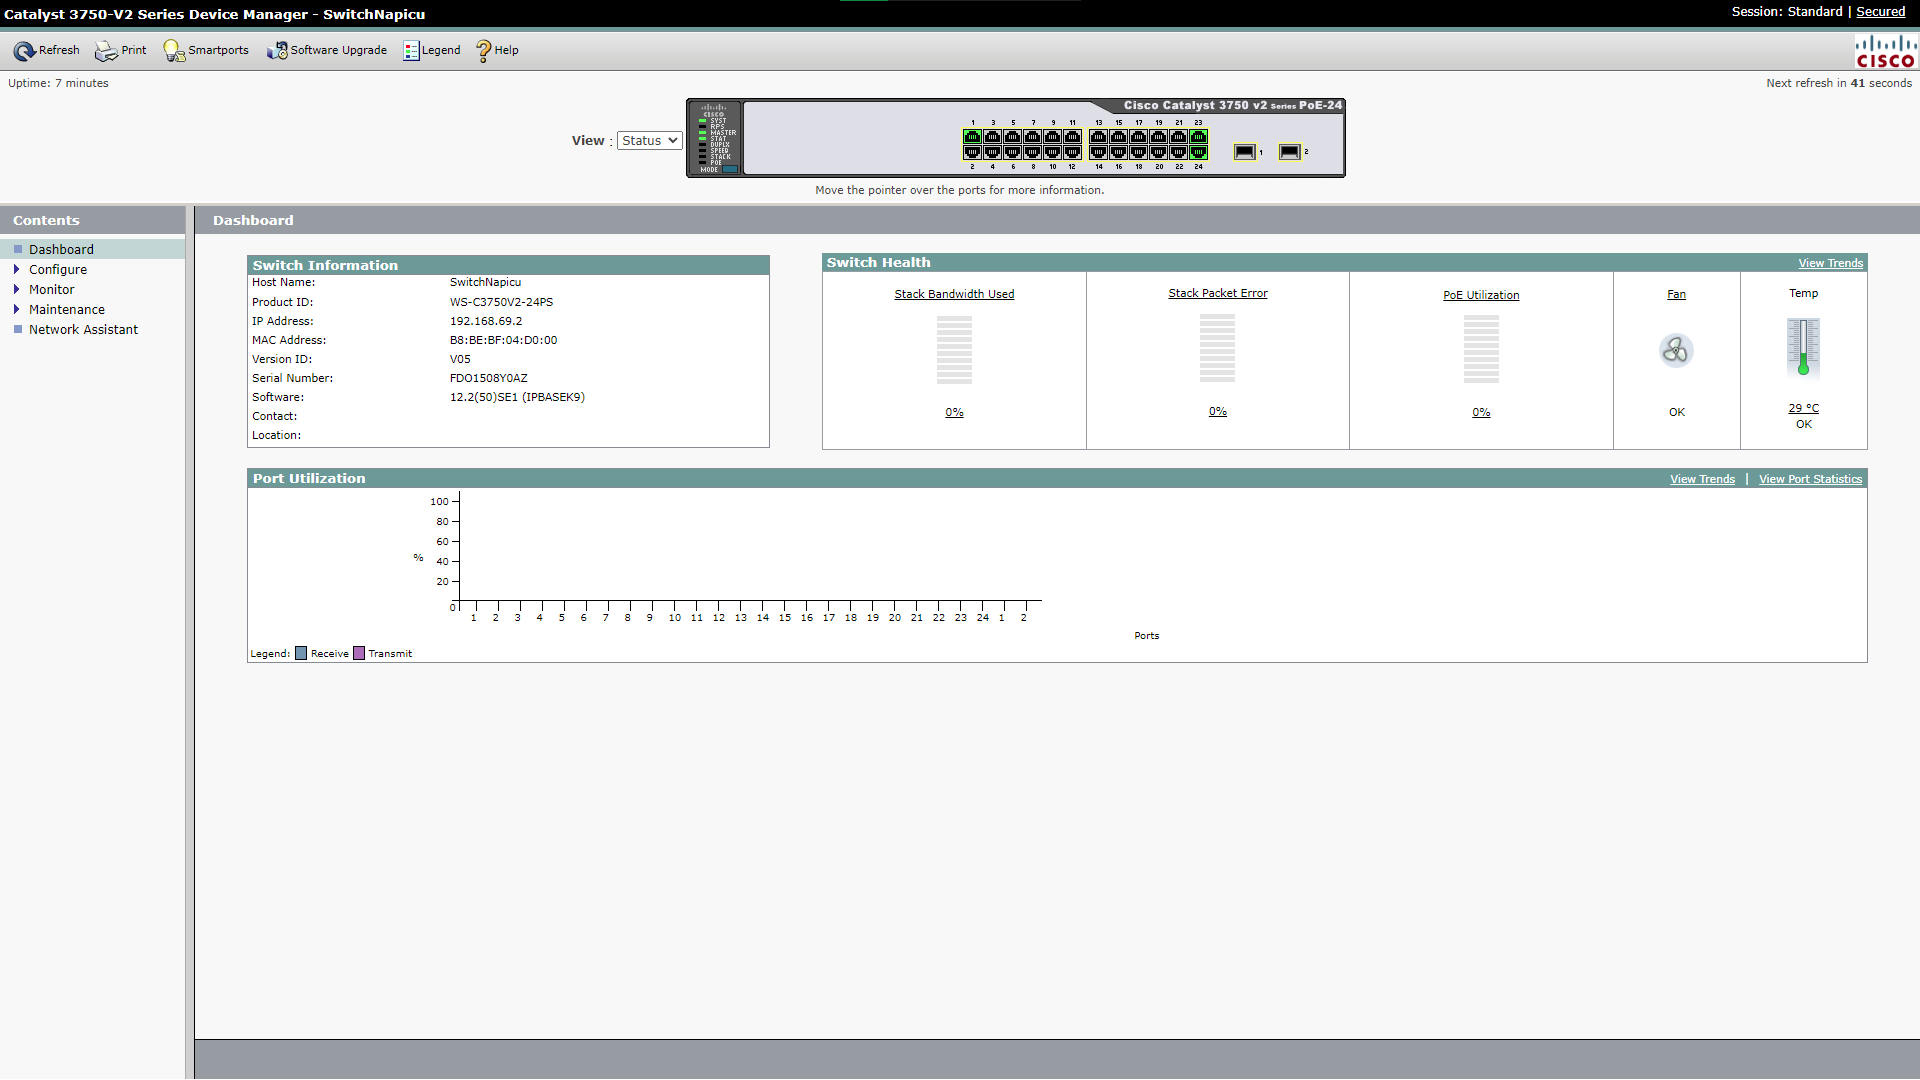 Catalyst 3750-V2 Series Device Manager - SwitchNapicu
Session: Standard | Secured
Refresh Print Smartports Software Upgrade Legend Help
CISCO
Uptime: 7 minutes
Next refresh in 41 seconds
View : Status
CISCO
SYST
RPS
MASTER
STAT
DUPLX
SPEED
STACK
POE
MODE
Cisco Catalyst 3750 v2 Series PoE-24
1 3 5 7 9 11 13 15 17 19 21 23
1 2
2 4 6 8 10 12 14 16 18 20 22 24
Move the pointer over the ports for more information.
Contents
Dashboard
Configure
Monitor
Maintenance
Network Assistant
Dashboard
Switch Information
Host Name: SwitchNapicu
Product ID: WS-C3750V2-24PS
IP Address: 192.168.69.2
MAC Address: B8:BE:BF:04:D0:00
Version ID: V05
Serial Number: FDO1508Y0AZ
Software: 12.2(50)SE1 (IPBASEK9)
Contact:
Location:
Switch Health
View Trends
Stack Bandwidth Used
0%
Stack Packet Error
0%
PoE Utilization
0%
Fan
OK
Temp
29 °C
OK
Port Utilization
View Trends | View Port Statistics
100
80
60
%
40
20
0
1 2 3 4 5 6 7 8 9 10 11 12 13 14 15 16 17 18 19 20 21 22 23 24 1 2
Ports
Legend: Receive Transmit